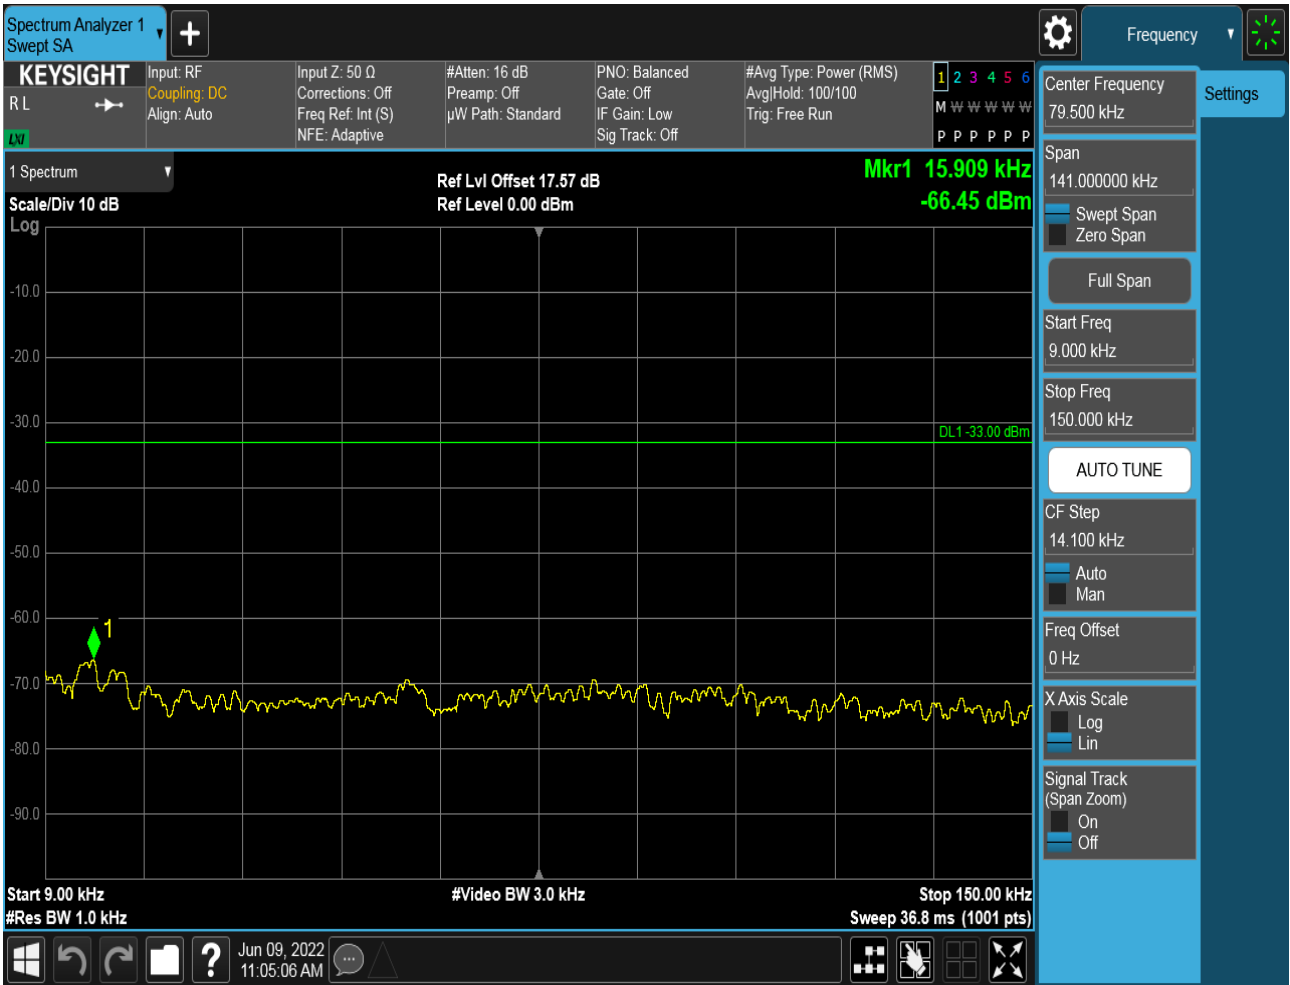 Spectrum Analyzer 1
Swept SA
Frequency
KEYSIGHT
R L
LXI
Input: RF
Coupling: DC
Align: Auto
Input Z: 50 Ω
Corrections: Off
Freq Ref: Int (S)
NFE: Adaptive
#Atten: 16 dB
Preamp: Off
µW Path: Standard
PNO: Balanced
Gate: Off
IF Gain: Low
Sig Track: Off
#Avg Type: Power (RMS)
Avg|Hold: 100/100
Trig: Free Run
1 2 3 4 5 6
M W W W W W
P P P P P P
1 Spectrum
Scale/Div 10 dB
Log
Ref Lvl Offset 17.57 dB
Ref Level 0.00 dBm
Mkr1 15.909 kHz
-66.45 dBm
-10.0
-20.0
-30.0
DL1 -33.00 dBm
-40.0
-50.0
-60.0
1
-70.0
-80.0
-90.0
Start 9.00 kHz
#Res BW 1.0 kHz
#Video BW 3.0 kHz
Stop 150.00 kHz
Sweep 36.8 ms (1001 pts)
Center Frequency
79.500 kHz
Span
141.000000 kHz
Swept Span
Zero Span
Full Span
Start Freq
9.000 kHz
Stop Freq
150.000 kHz
AUTO TUNE
CF Step
14.100 kHz
Auto
Man
Freq Offset
0 Hz
X Axis Scale
Log
Lin
Signal Track
(Span Zoom)
On
Off
Settings
?
Jun 09, 2022
11:05:06 AM